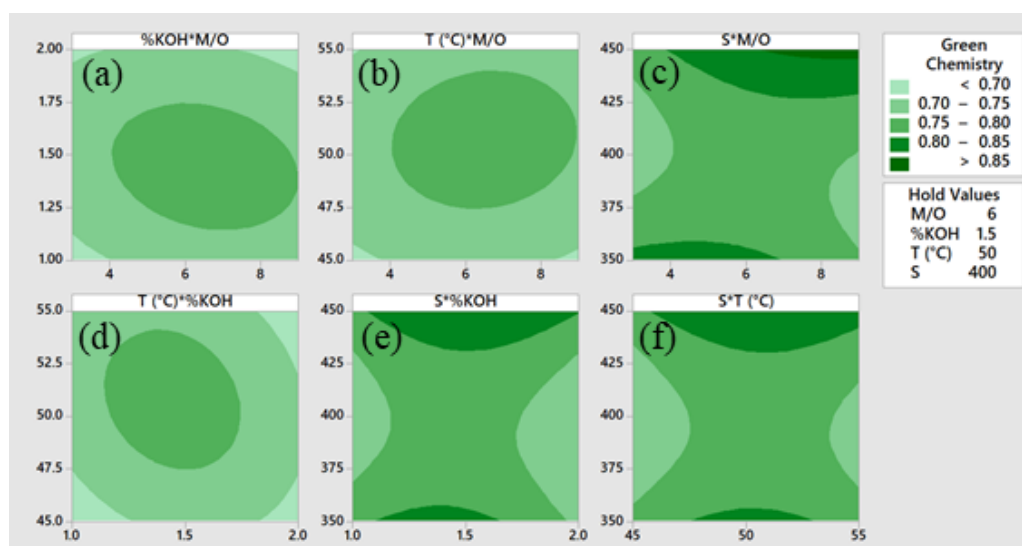 %KOH*M/O
T (°C)*M/O
S*M/O
(a)
(b)
(c)
2.00
1.75
1.50
1.25
1.00
4
6
8
55.0
52.5
50.0
47.5
45.0
4
6
8
450
425
400
375
350
4
6
8
Green
Chemistry
< 0.70
0.70 – 0.75
0.75 – 0.80
0.80 – 0.85
> 0.85
Hold Values
M/O 6
%KOH 1.5
T (°C) 50
S 400
T (°C)*%KOH
S*%KOH
S*T (°C)
(d)
(e)
(f)
55.0
52.5
50.0
47.5
45.0
1.0
1.5
2.0
450
425
400
375
350
1.0
1.5
2.0
450
425
400
375
350
45
50
55